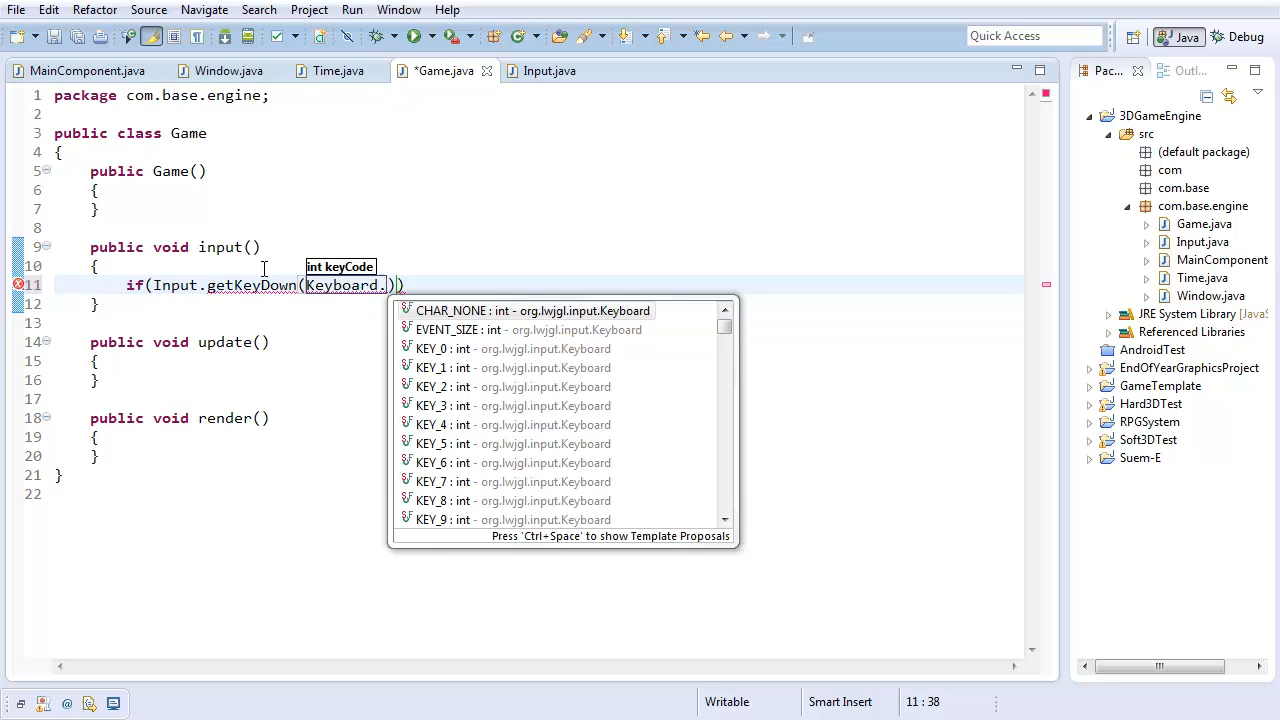 File Edit Refactor Source Navigate Search Project Run Window Help
Quick Access
Java
Debug
MainComponent.java
Window.java
Time.java
*Game.java
Input.java
Pac...
Outl...
1 package com.base.engine;
2
3 public class Game
4 {
5 public Game()
6 {
7 }
8
9 public void input()
10 {
int keyCode
11 if(Input.getKeyDown(Keyboard.))
12 }
13
14 public void update()
15 {
16 }
17
18 public void render()
19 {
20 }
21 }
22
CHAR_NONE : int - org.lwjgl.input.Keyboard
EVENT_SIZE : int - org.lwjgl.input.Keyboard
KEY_0 : int - org.lwjgl.input.Keyboard
KEY_1 : int - org.lwjgl.input.Keyboard
KEY_2 : int - org.lwjgl.input.Keyboard
KEY_3 : int - org.lwjgl.input.Keyboard
KEY_4 : int - org.lwjgl.input.Keyboard
KEY_5 : int - org.lwjgl.input.Keyboard
KEY_6 : int - org.lwjgl.input.Keyboard
KEY_7 : int - org.lwjgl.input.Keyboard
KEY_8 : int - org.lwjgl.input.Keyboard
KEY_9 : int - org.lwjgl.input.Keyboard
Press 'Ctrl+Space' to show Template Proposals
3DGameEngine
src
(default package)
com
com.base
com.base.engine
Game.java
Input.java
MainComponent
Time.java
Window.java
JRE System Library [JavaS
Referenced Libraries
AndroidTest
EndOfYearGraphicsProject
GameTemplate
Hard3DTest
RPGSystem
Soft3DTest
Suem-E
Writable
Smart Insert
11 : 38